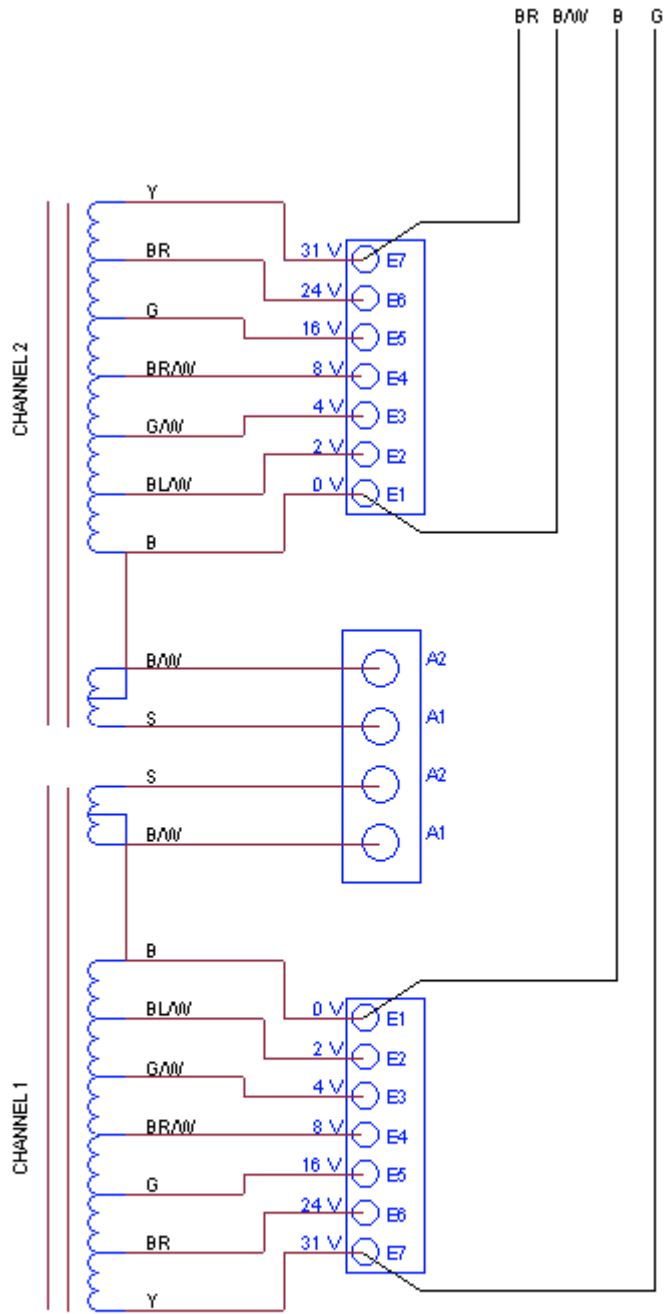 BR B/W B G
Y
31 V E7
BR
24 V E6
G
16 V E5
BR/W
8 V E4
4 V E3
G/W
2 V E2
BL/W
0 V E1
B
CHANNEL 2
B/W
A2
S
A1
S
A2
B/W
A1
B
0 V E1
BL/W
2 V E2
G/W
4 V E3
BR/W
8 V E4
16 V E5
G
24 V E6
BR
31 V E7
Y
CHANNEL 1